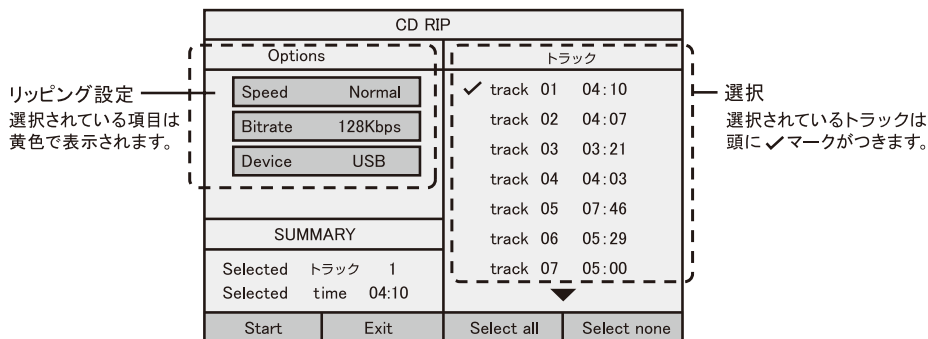 CD RIP
Options
Speed Normal
Bitrate 128Kbps
Device USB
SUMMARY
Selected トラック 1
Selected time 04:10
トラック
✓ track 01 04:10
track 02 04:07
track 03 03:21
track 04 04:03
track 05 07:46
track 06 05:29
track 07 05:00
Start Exit Select all Select none
リッピング設定
選択されている項目は
黄色で表示されます。
選択
選択されているトラックは
頭に✓マークがつきます。